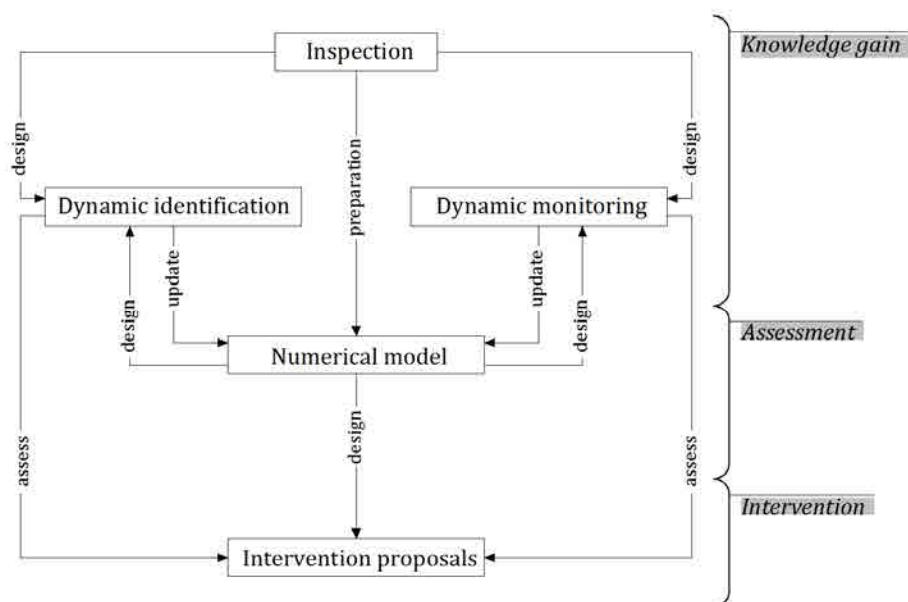 Inspection
Knowledge gain
design
preparation
design
Dynamic identification
Dynamic monitoring
design
update
update
design
Assessment
Numerical model
assess
design
assess
Intervention
Intervention proposals